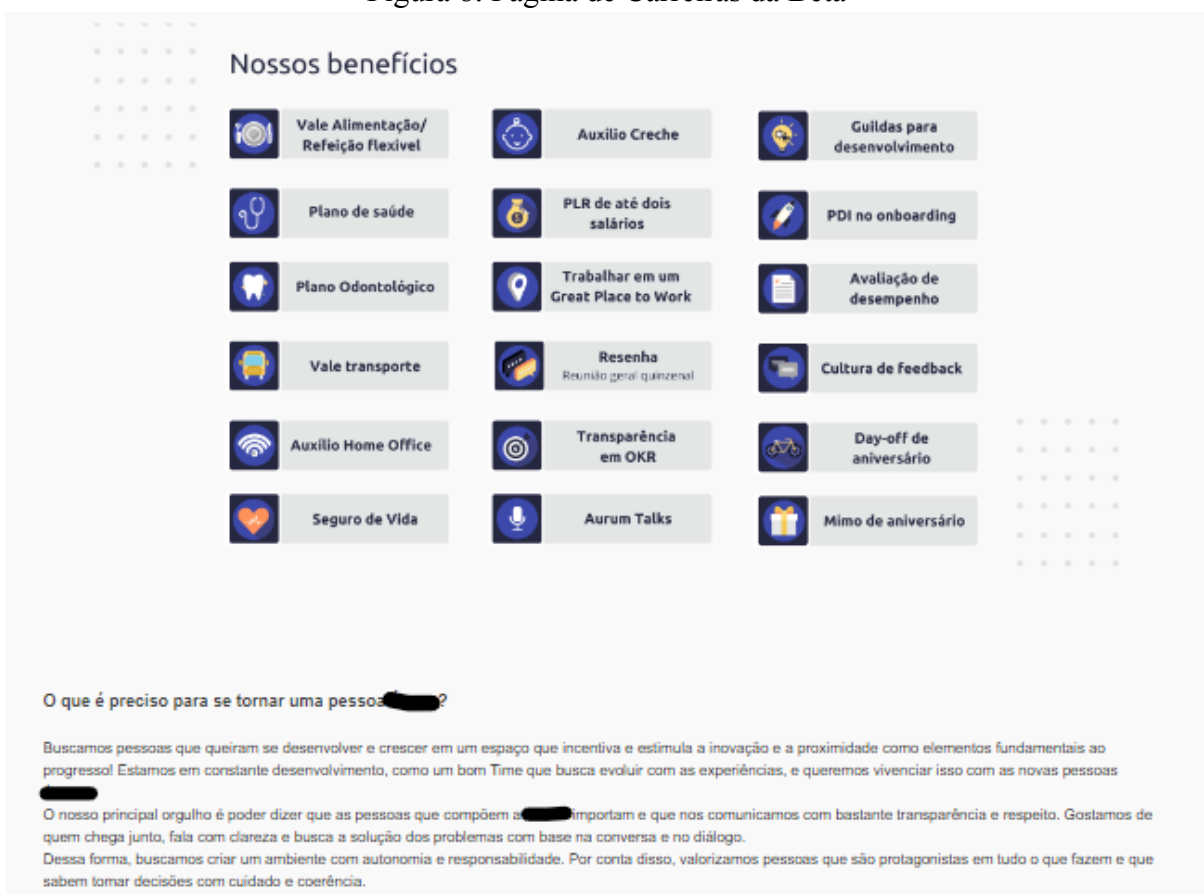 Figura 6. Página de Carreiras da Beta
Nossos benefícios
Vale Alimentação/
Refeição flexível
Auxilio Creche
Guildas para
desenvolvimento
Plano de saúde
PLR de até dois
salários
PDI no onboarding
Plano Odontológico
Trabalhar em um
Great Place to Work
Avaliação de
desempenho
Vale transporte
Resenha
Reunião geral quinzenal
Cultura de feedback
Auxílio Home Office
Transparência
em OKR
Day-off de
aniversário
Seguro de Vida
Aurum Talks
Mimo de aniversário
O que é preciso para se tornar uma pessoa ?
Buscamos pessoas que queiram se desenvolver e crescer em um espaço que incentiva e estimula a inovação e a proximidade como elementos fundamentais ao
progresso! Estamos em constante desenvolvimento, como um bom Time que busca evoluir com as experiências, e queremos vivenciar isso com as novas pessoas
O nosso principal orgulho é poder dizer que as pessoas que compõem a importam e que nos comunicamos com bastante transparência e respeito. Gostamos de
quem chega junto, fala com clareza e busca a solução dos problemas com base na conversa e no diálogo.
Dessa forma, buscamos criar um ambiente com autonomia e responsabilidade. Por conta disso, valorizamos pessoas que são protagonistas em tudo o que fazem e que
sabem tomar decisões com cuidado e coerência.